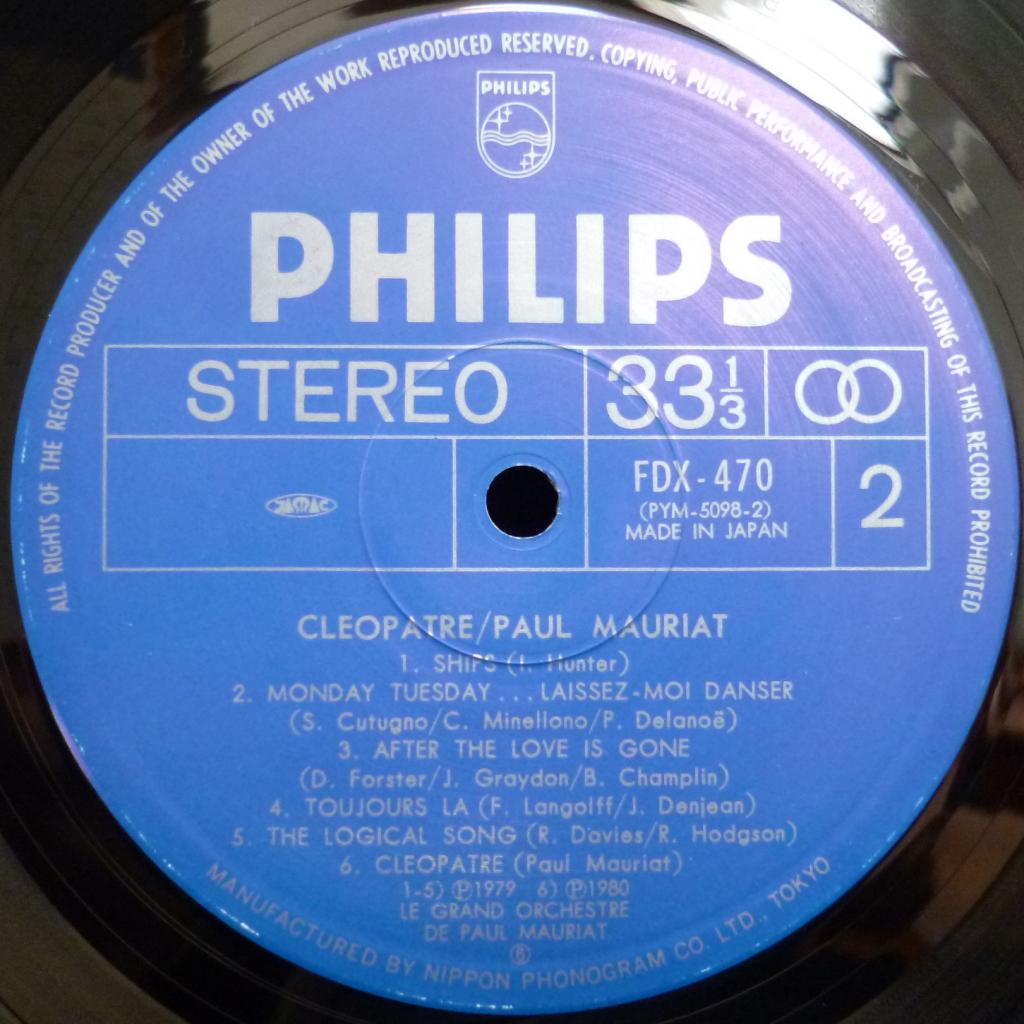 ALL RIGHTS OF THE RECORD PRODUCER AND OF THE OWNER OF THE WORK REPRODUCED RESERVED. COPYING, PUBLIC PERFORMANCE AND BROADCASTING OF THIS RECORD PROHIBITED
PHILIPS
PHILIPS
STEREO 33 1/3
JASRAC
FDX-470
(PYM-5098-2)
MADE IN JAPAN
2
CLEOPATRE/PAUL MAURIAT
1. SHIPS (I. Hunter)
2. MONDAY TUESDAY...LAISSEZ-MOI DANSER
(S. Cutugno/C. Minellono/P. Delanoë)
3. AFTER THE LOVE IS GONE
(D. Forster/J. Graydon/B. Champlin)
4. TOUJOURS LA (F. Langolff/J. Denjean)
5. THE LOGICAL SONG (R. Davies/R. Hodgson)
6. CLEOPATRE (Paul Mauriat)
1-5) Ⓟ1979 6) Ⓟ1980
LE GRAND ORCHESTRE
DE PAUL MAURIAT
MANUFACTURED BY NIPPON PHONOGRAM CO. LTD., TOKYO